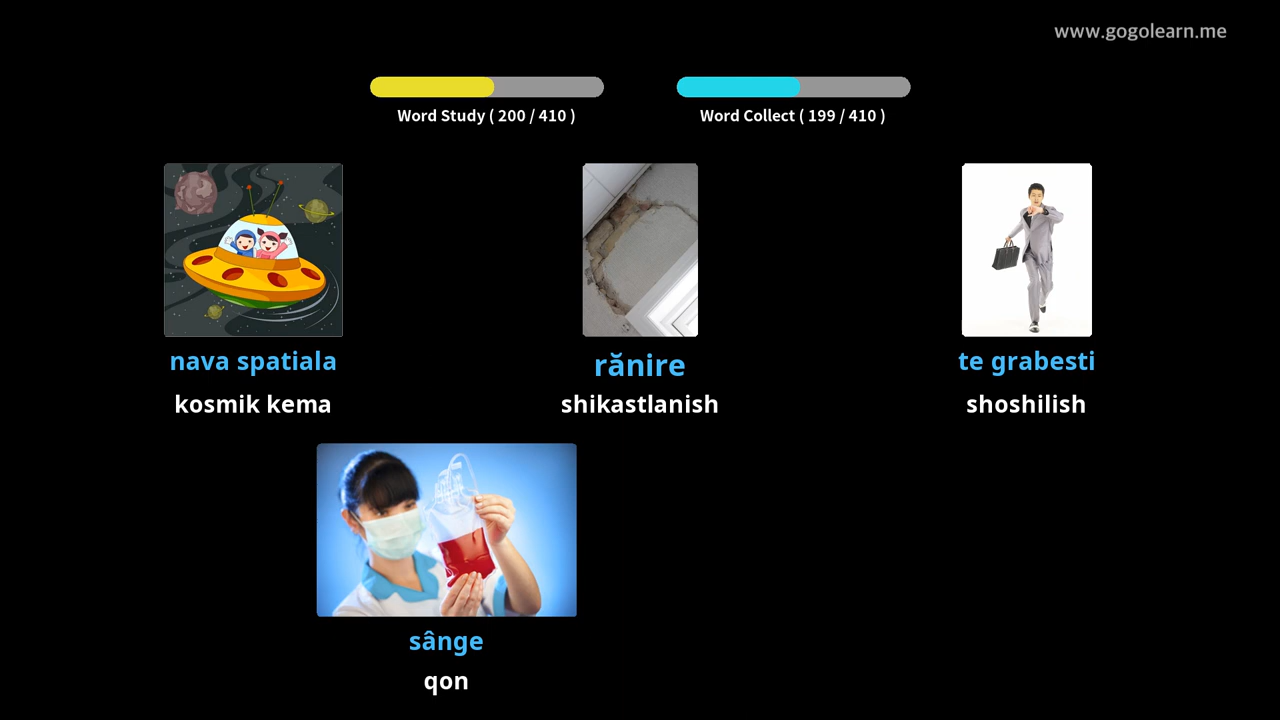 www.gogolearn.me
Word Study ( 200 / 410 )
Word Collect ( 199 / 410 )
nava spatiala
rănire
te grabesti
kosmik kema
shikastlanish
shoshilish
sânge
qon